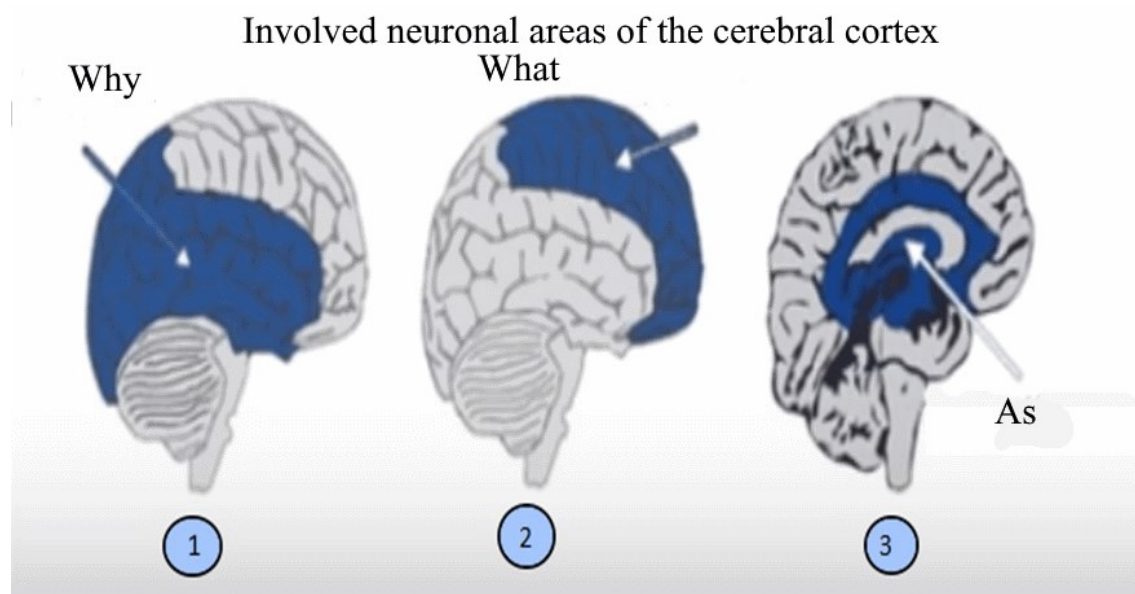 Involved neuronal areas of the cerebral cortex
Why
What
As
1
2
3